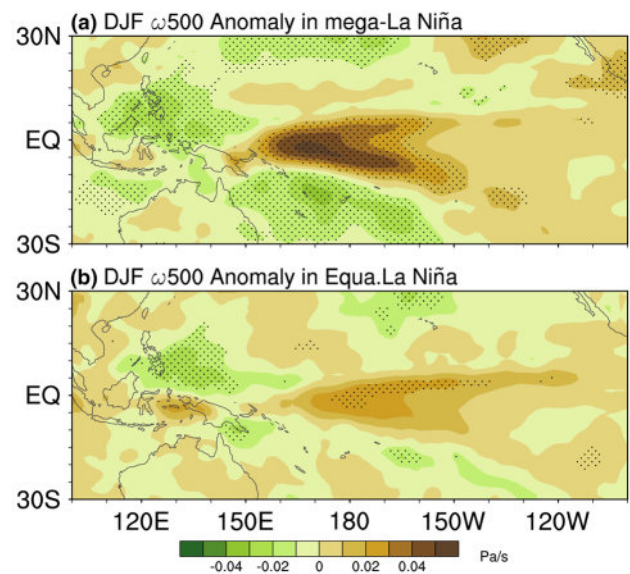 (a) DJF ω500 Anomaly in mega-La Niña
30N
EQ
30S
(b) DJF ω500 Anomaly in Equa.La Niña
30N
EQ
30S
120E 150E 180 150W 120W
-0.04 -0.02 0 0.02 0.04 Pa/s